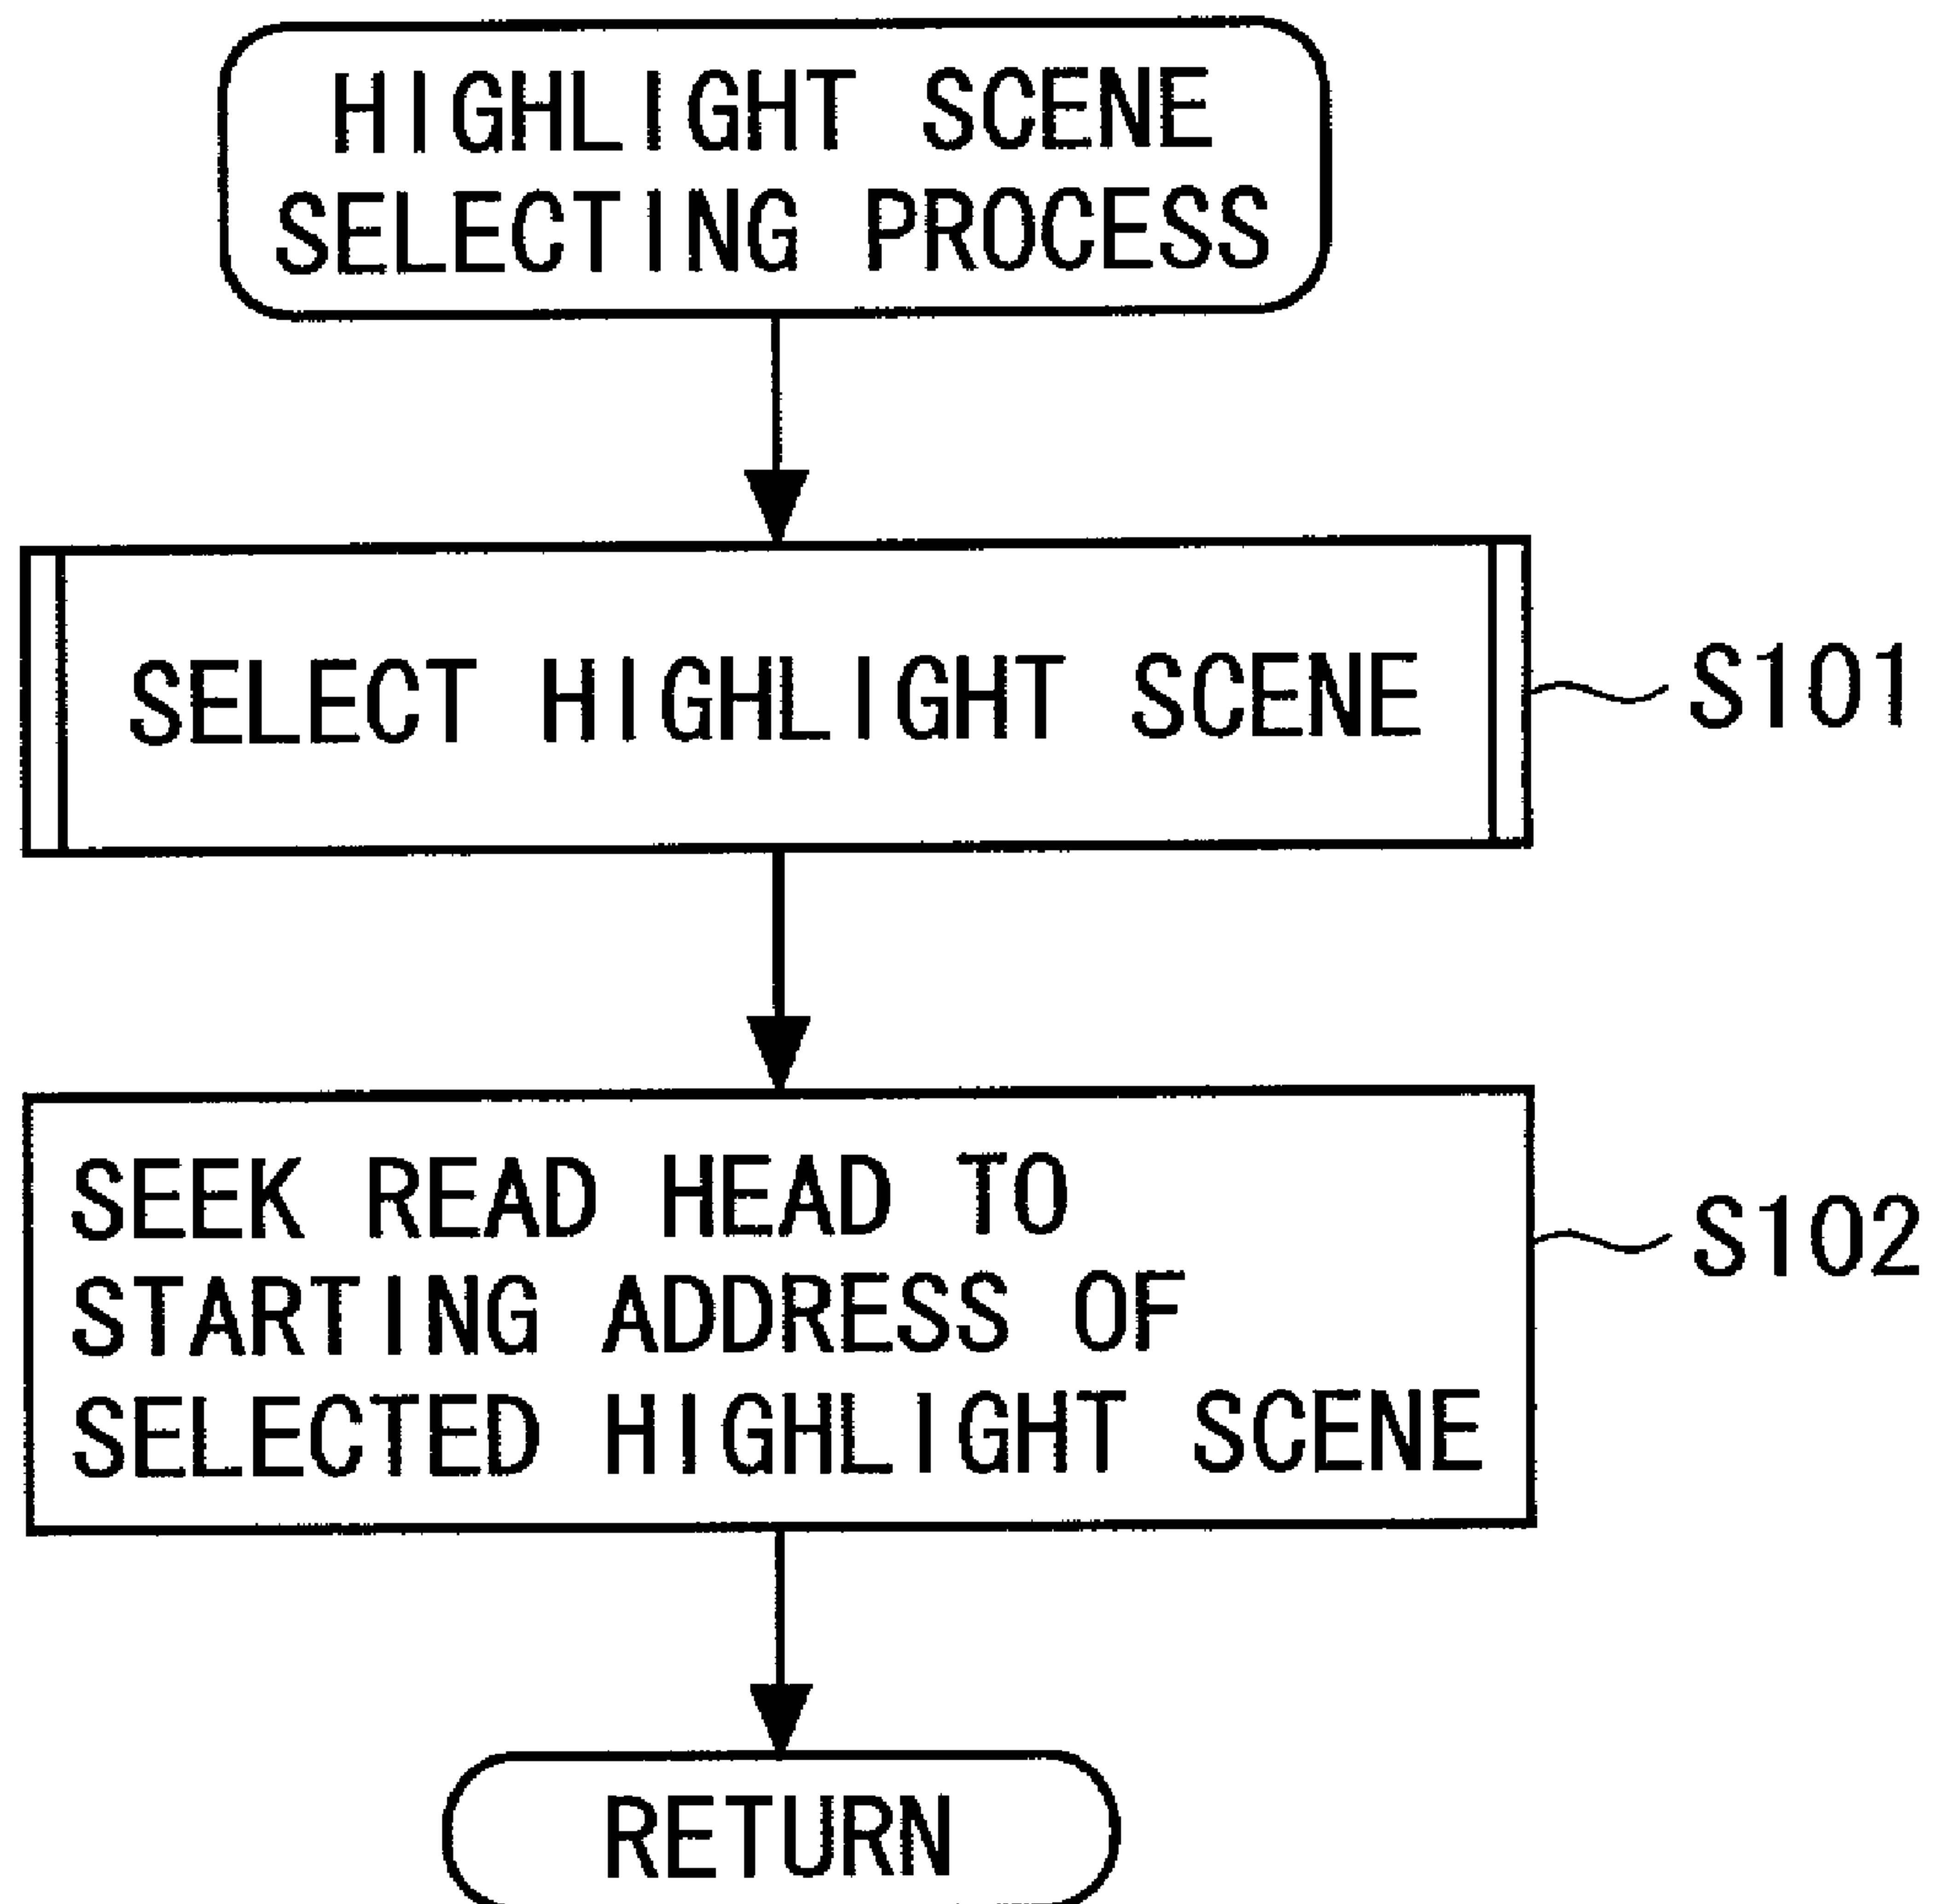 HIGHLIGHT SCENE
SELECTING PROCESS
SELECT HIGHLIGHT SCENE
S101
SEEK READ HEAD TO
STARTING ADDRESS OF
SELECTED HIGHLIGHT SCENE
S102
RETURN